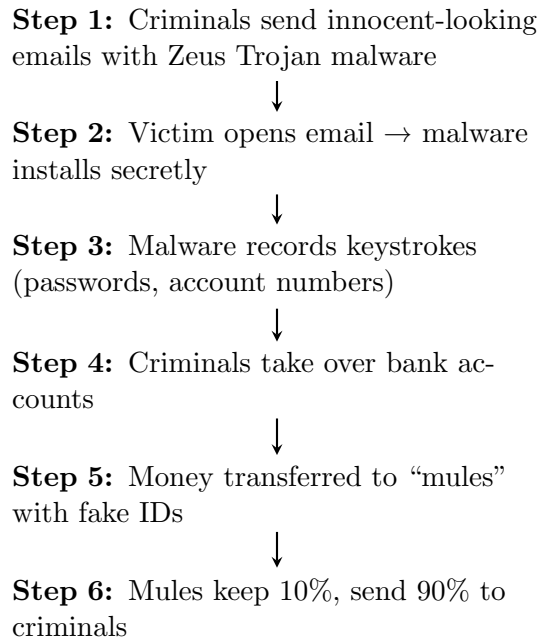 Step 1: Criminals send innocent-looking
emails with Zeus Trojan malware
Step 2: Victim opens email → malware
installs secretly
Step 3: Malware records keystrokes
(passwords, account numbers)
Step 4: Criminals take over bank ac-
counts
Step 5: Money transferred to “mules”
with fake IDs
Step 6: Mules keep 10%, send 90% to
criminals